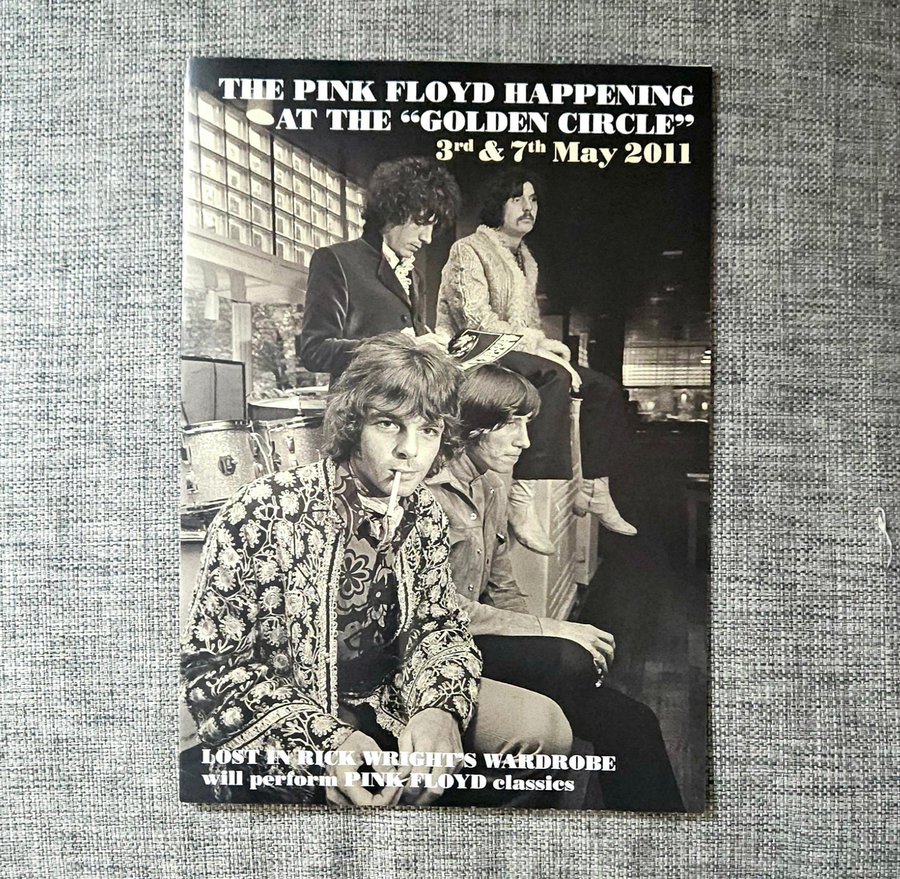 THE PINK FLOYD HAPPENING
AT THE “GOLDEN CIRCLE”
3rd & 7th May 2011
LOST IN RICK WRIGHT’S WARDROBE
will perform PINK FLOYD classics